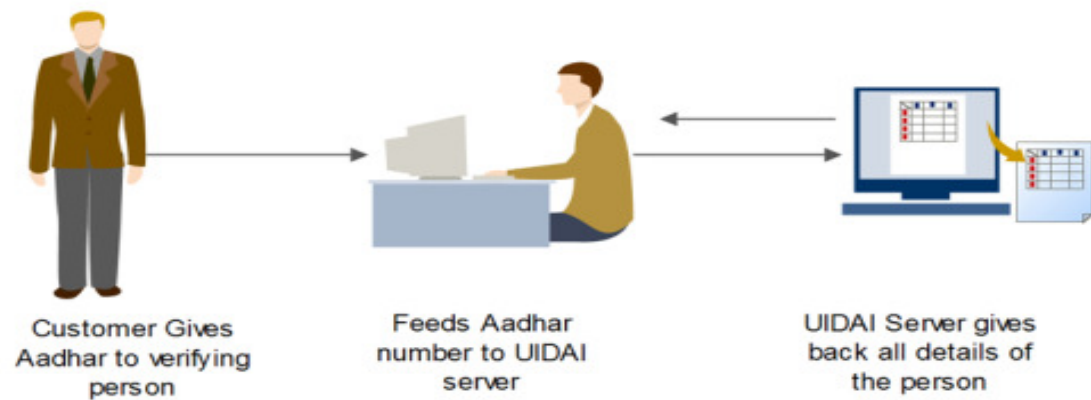 Customer Gives
Aadhar to verifying
person
Feeds Aadhar
number to UIDAI
server
UIDAI Server gives
back all details of
the person